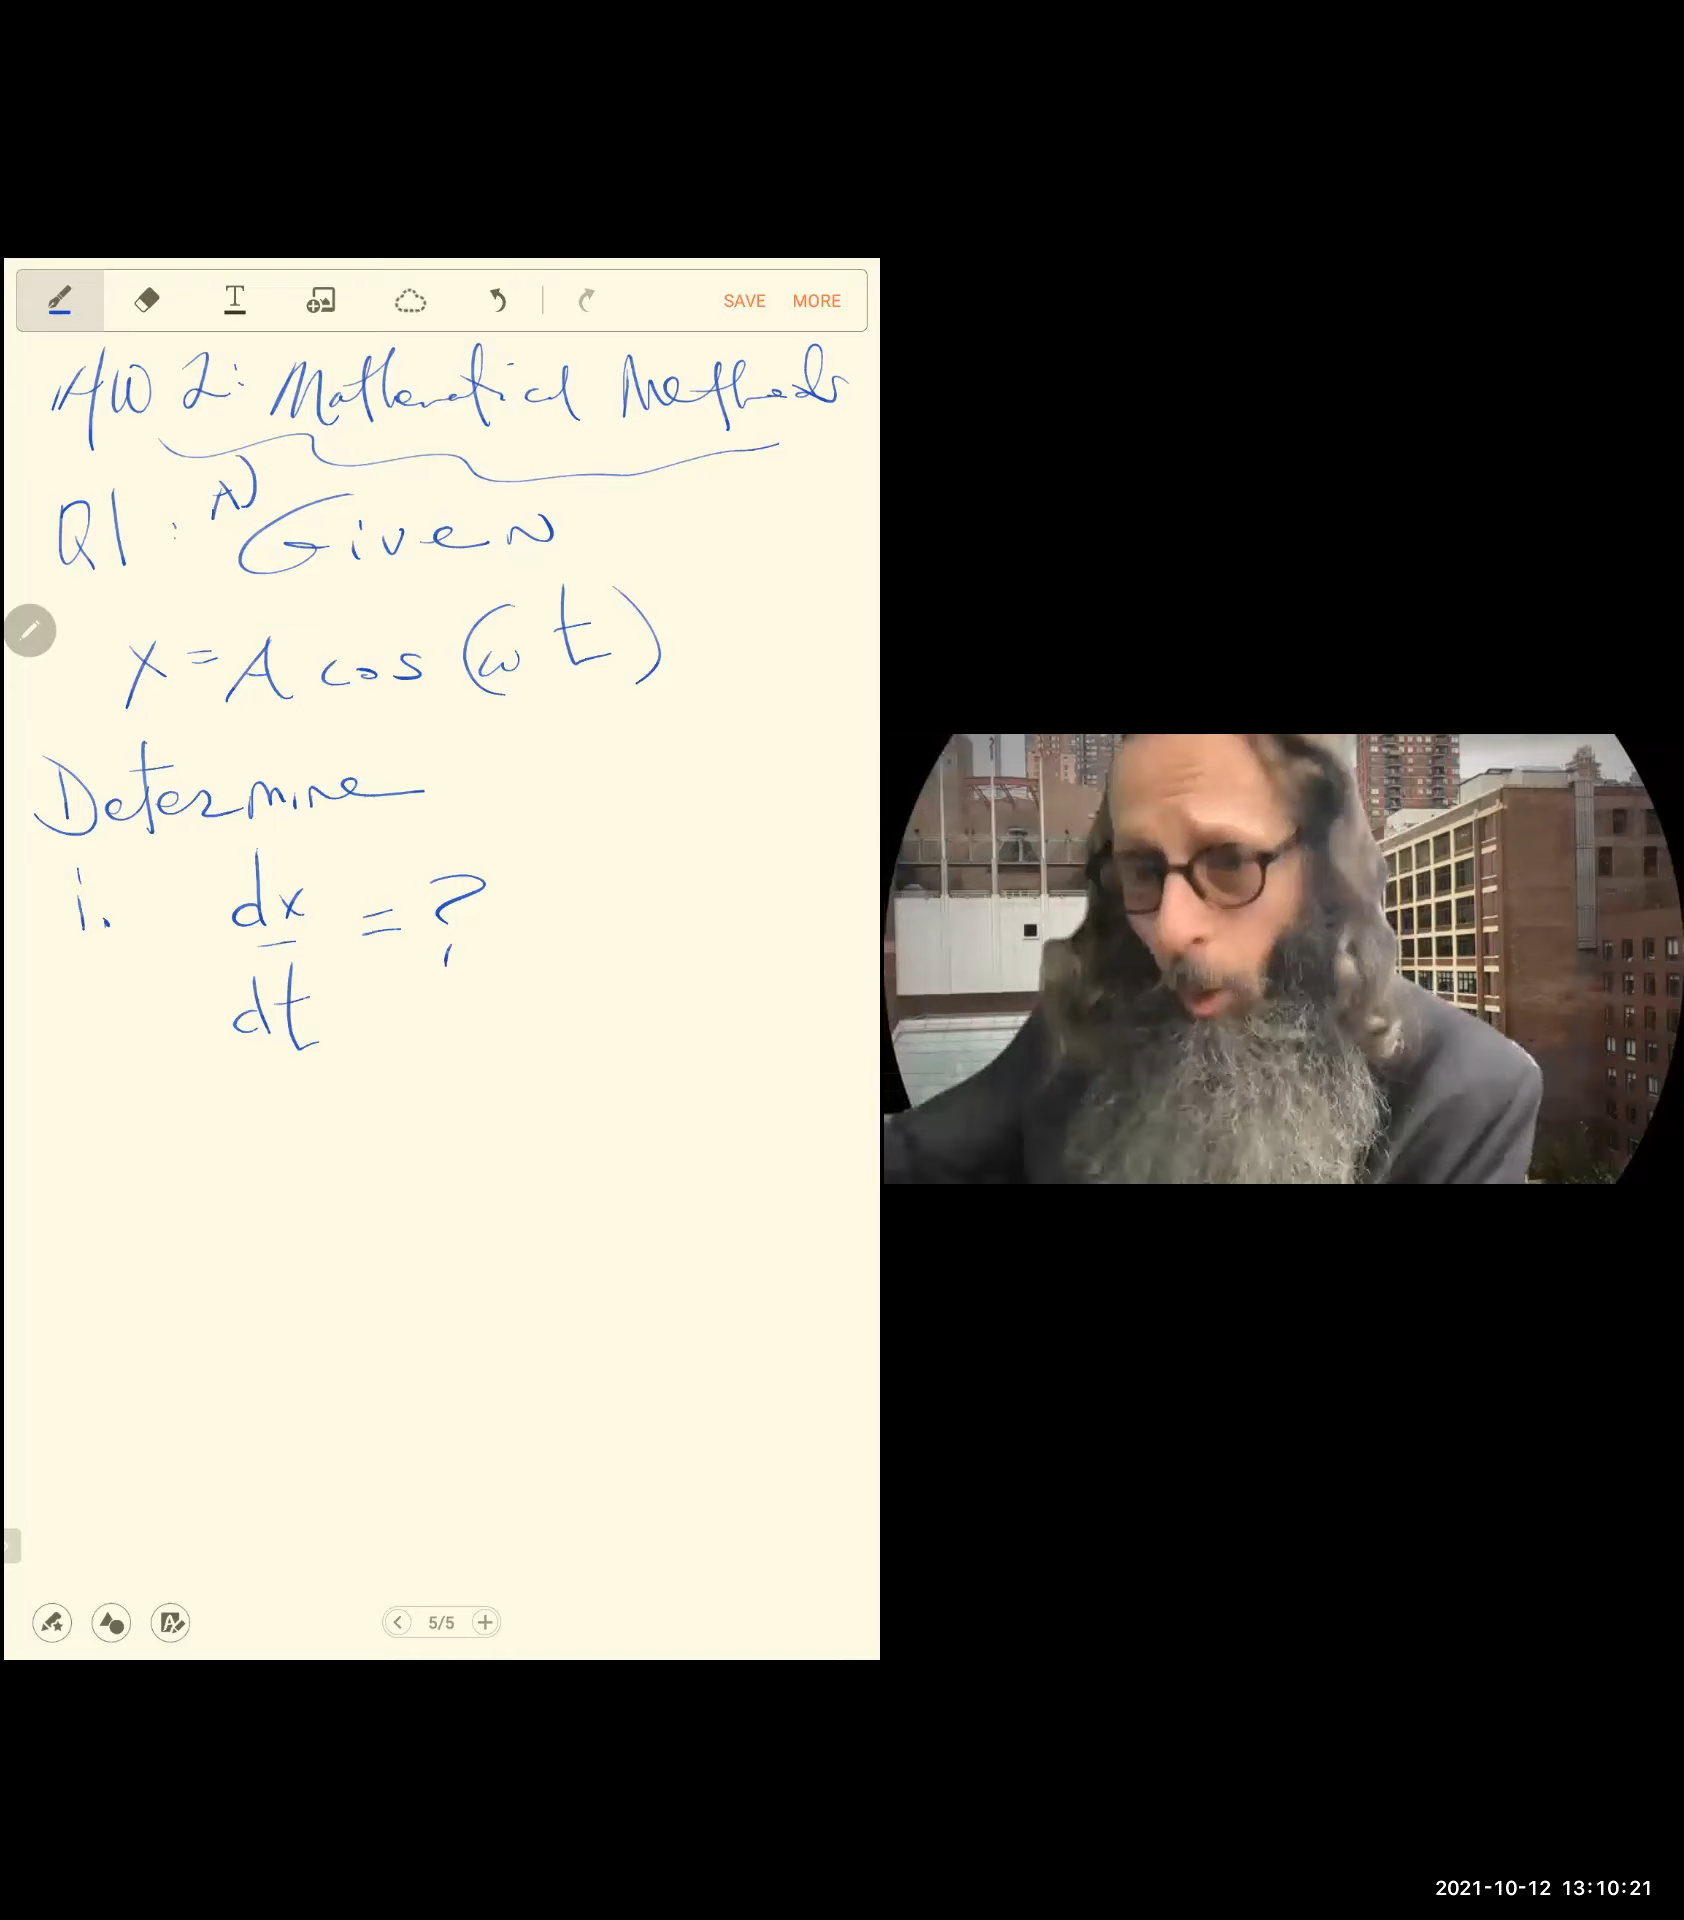 T SAVE MORE
HW 2: Mathematical Methods
Q1: A) Given
x = A cos (ω t)
Determine
i. dx = ?
dt
5/5
2021-10-12 13:10:21